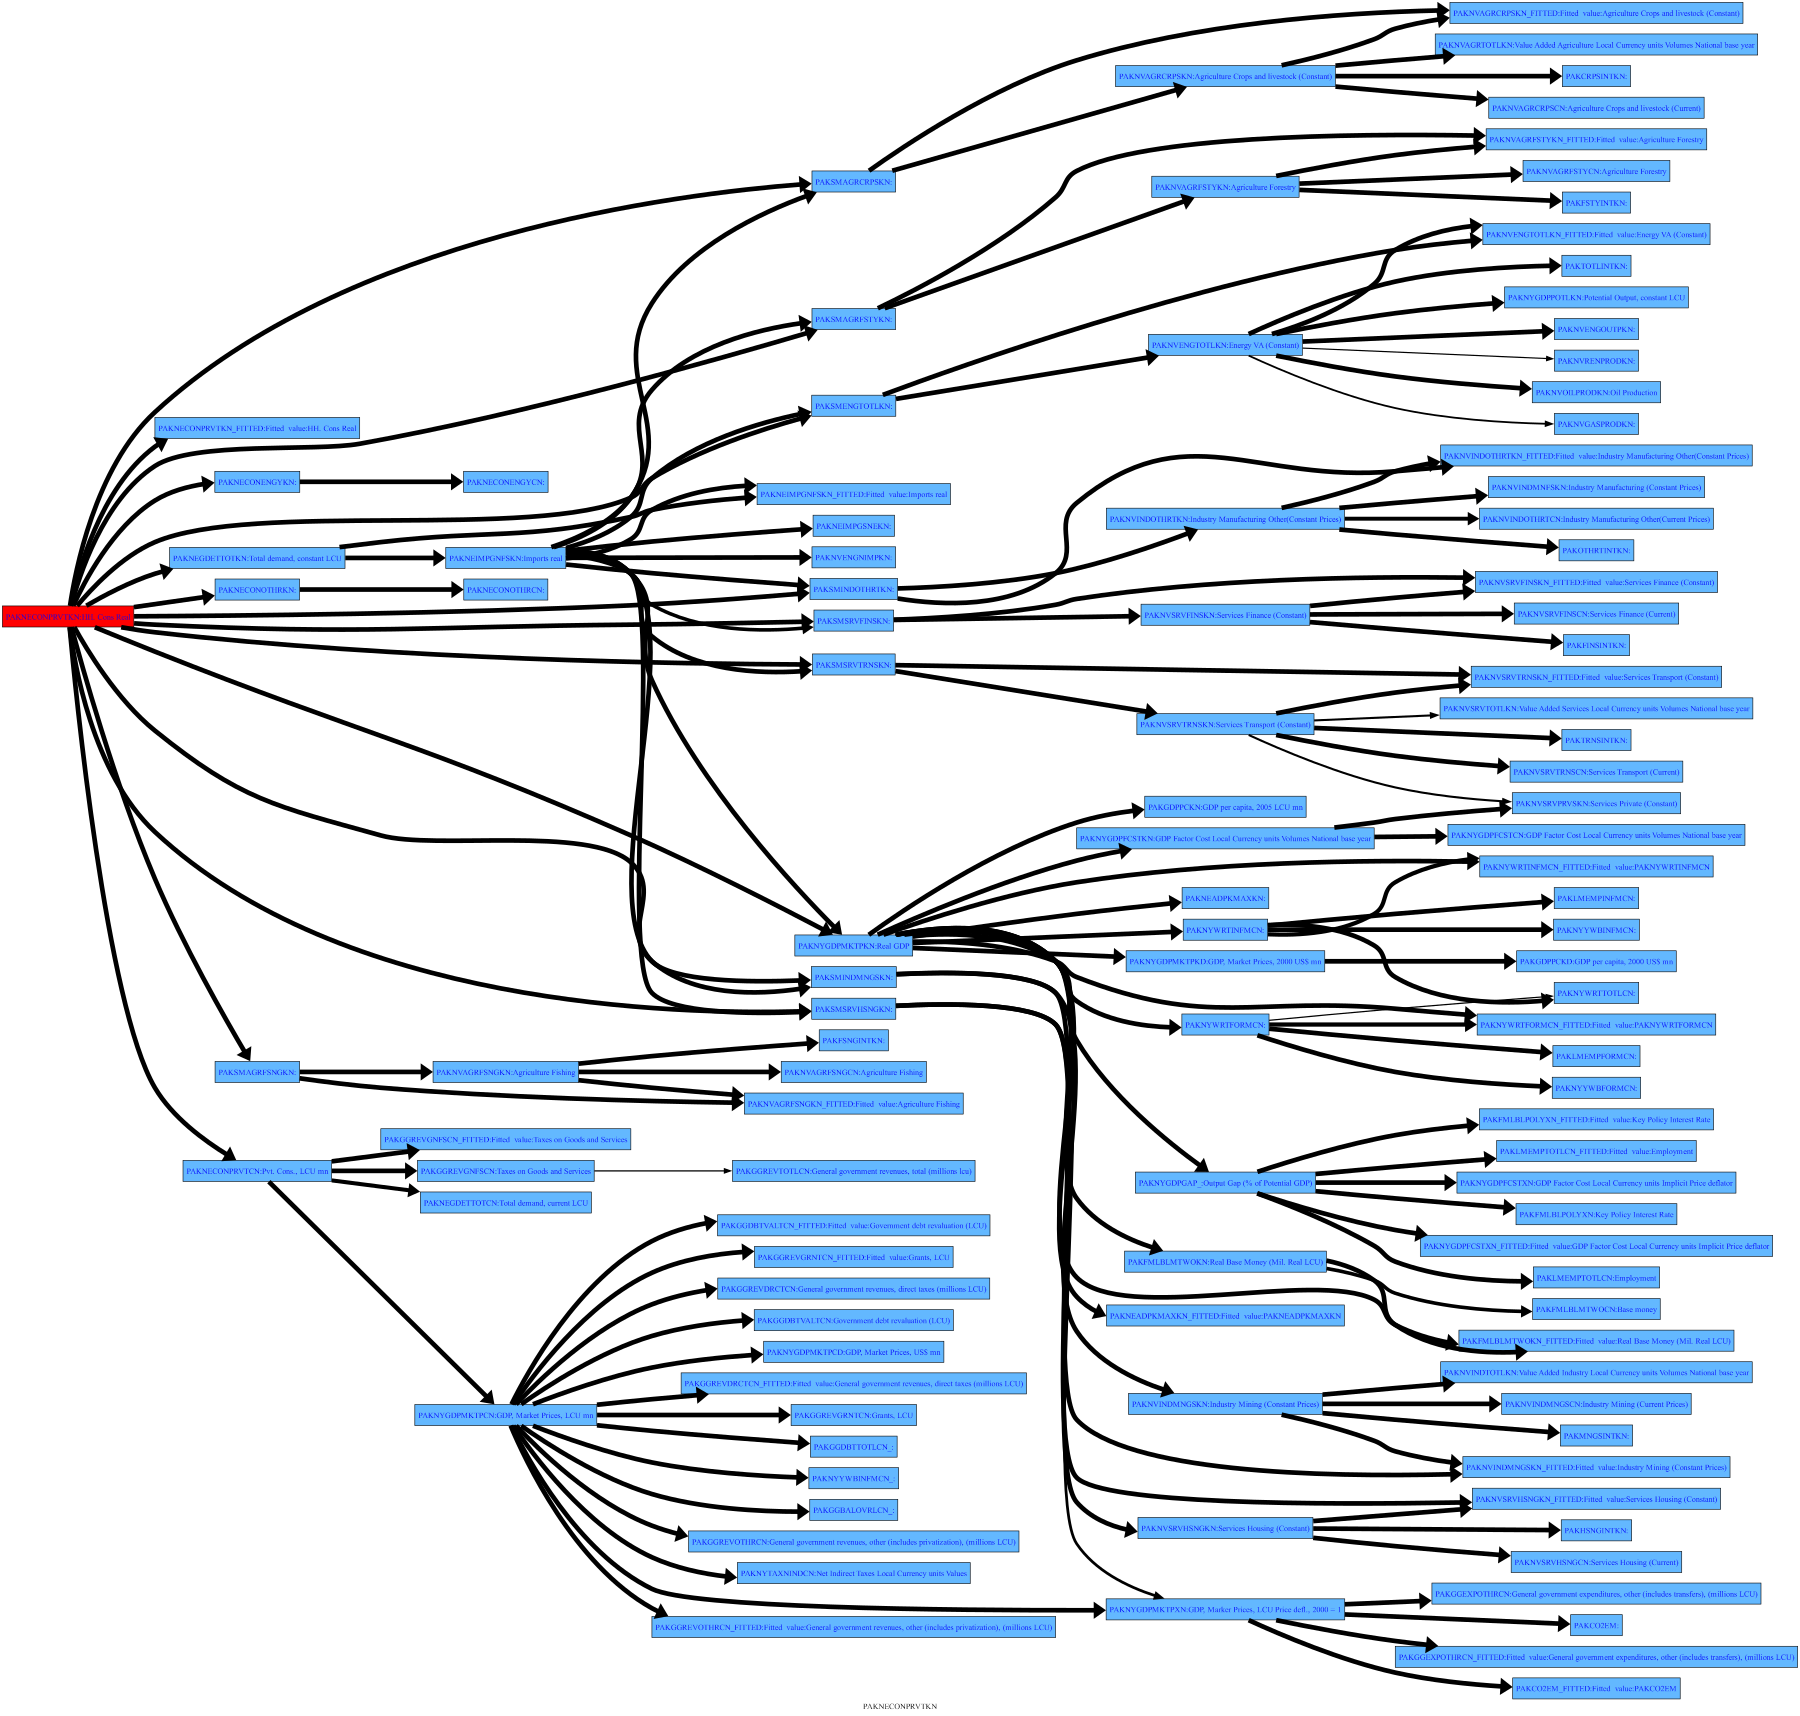 PAKNVAGRCRPSKN_FITTED:Fitted value:Agriculture Crops and livestock (Constant)
PAKNVAGRTOTLKN:Value Added Agriculture Local Currency units Volumes National base year
PAKNVAGRCRPSKN:Agriculture Crops and livestock (Constant)
PAKCRPSINTKN:
PAKNVAGRCRPSCN:Agriculture Crops and livestock (Current)
PAKNVAGRFSTYKN_FITTED:Fitted value:Agriculture Forestry
PAKNVAGRFSTYCN:Agriculture Forestry
PAKSMAGRCRPSKN:
PAKNVAGRFSTYKN:Agriculture Forestry
PAKFSTYINTKN:
PAKNVENGTOTLKN_FITTED:Fitted value:Energy VA (Constant)
PAKTOTLINTKN:
PAKNYGDPPOTLKN:Potential Output, constant LCU
PAKSMAGRFSTYKN:
PAKNVENGOUTPKN:
PAKNVENGTOTLKN:Energy VA (Constant)
PAKNVRENPRODKN:
PAKNVOILPRODKN:Oil Production
PAKSMENGTOTLKN:
PAKNVGASPRODKN:
PAKNECONPRVTKN_FITTED:Fitted value:HH. Cons Real
PAKNVINDOTHRTKN_FITTED:Fitted value:Industry Manufacturing Other(Constant Prices)
PAKNECONENGYKN:
PAKNECONENGYCN:
PAKNVINDMNFSKN:Industry Manufacturing (Constant Prices)
PAKNEIMPGNFSKN_FITTED:Fitted value:Imports real
PAKNVINDOTHRTKN:Industry Manufacturing Other(Constant Prices)
PAKNVINDOTHRTCN:Industry Manufacturing Other(Current Prices)
PAKNEIMPGSNEKN:
PAKOTHRTINTKN:
PAKNEGDETTOTKN:Total demand, constant LCU
PAKNEIMPGNFSKN:Imports real
PAKNVENGNIMPKN:
PAKNVSRVFINSKN_FITTED:Fitted value:Services Finance (Constant)
PAKNECONOTHRKN:
PAKNECONOTHRCN:
PAKSMINDOTHRTKN:
PAKNECONPRVTKN:HH. Cons Real
PAKSMSRVFINSKN:
PAKNVSRVFINSKN:Services Finance (Constant)
PAKNVSRVFINSCN:Services Finance (Current)
PAKFINSINTKN:
PAKSMSRVTRNSKN:
PAKNVSRVTRNSKN_FITTED:Fitted value:Services Transport (Constant)
PAKNVSRVTOTLKN:Value Added Services Local Currency units Volumes National base year
PAKNVSRVTRNSKN:Services Transport (Constant)
PAKTRNSINTKN:
PAKNVSRVTRNSCN:Services Transport (Current)
PAKGDPPCKN:GDP per capita, 2005 LCU mn
PAKNVSRVPRVSKN:Services Private (Constant)
PAKNYGDPFCSTKN:GDP Factor Cost Local Currency units Volumes National base year
PAKNYGDPFCSTCN:GDP Factor Cost Local Currency units Volumes National base year
PAKNYWRTINFMCN_FITTED:Fitted value:PAKNYWRTINFMCN
PAKNEADPKMAXKN:
PAKLMEMPINFMCN:
PAKNYWRTINFMCN:
PAKNYYWBINFMCN:
PAKNYGDPMKTPKN:Real GDP
PAKNYGDPMKTPKD:GDP, Market Prices, 2000 US$ mn
PAKGDPPCKD:GDP per capita, 2000 US$ mn
PAKSMINDMNGSKN:
PAKNYWRTTOTLCN:
PAKSMSRVHSNGKN:
PAKNYWRTFORMCN:
PAKNYWRTFORMCN_FITTED:Fitted value:PAKNYWRTFORMCN
PAKFSNGINTKN:
PAKLMEMPFORMCN:
PAKSMAGRFSNGKN:
PAKNVAGRFSNGKN:Agriculture Fishing
PAKNVAGRFSNGCN:Agriculture Fishing
PAKNYYWBFORMCN:
PAKNVAGRFSNGKN_FITTED:Fitted value:Agriculture Fishing
PAKFMLBLPOLYXN_FITTED:Fitted value:Key Policy Interest Rate
PAKGGREVGNFSCN_FITTED:Fitted value:Taxes on Goods and Services
PAKLMEMPTOTLCN_FITTED:Fitted value:Employment
PAKNECONPRVTCN:Pvt. Cons., LCU mn
PAKGGREVGNFSCN:Taxes on Goods and Services
PAKGGREVTOTLCN:General government revenues, total (millions lcu)
PAKNYGDPGAP_:Output Gap (% of Potential GDP)
PAKNYGDPFCSTXN:GDP Factor Cost Local Currency units Implicit Price deflator
PAKNEGDETTOTCN:Total demand, current LCU
PAKFMLBLPOLYXN:Key Policy Interest Rate
PAKGGDBTVALTCN_FITTED:Fitted value:Government debt revaluation (LCU)
PAKNYGDPFCSTXN_FITTED:Fitted value:GDP Factor Cost Local Currency units Implicit Price deflator
PAKGGREVGRNTCN_FITTED:Fitted value:Grants, LCU
PAKFMLBLMTWOKN:Real Base Money (Mil. Real LCU)
PAKLMEMPTOTLCN:Employment
PAKGGREVDRCTCN:General government revenues, direct taxes (millions LCU)
PAKFMLBLMTWOCN:Base money
PAKGGDBTVALTCN:Government debt revaluation (LCU)
PAKNEADPKMAXKN_FITTED:Fitted value:PAKNEADPKMAXKN
PAKFMLBLMTWOKN_FITTED:Fitted value:Real Base Money (Mil. Real LCU)
PAKNYGDPMKTPCD:GDP, Market Prices, US$ mn
PAKNVINDTOTLKN:Value Added Industry Local Currency units Volumes National base year
PAKGGREVDRCTCN_FITTED:Fitted value:General government revenues, direct taxes (millions LCU)
PAKNVINDMNGSKN:Industry Mining (Constant Prices)
PAKNVINDMNGSCN:Industry Mining (Current Prices)
PAKNYGDPMKTPCN:GDP, Market Prices, LCU mn
PAKGGREVGRNTCN:Grants, LCU
PAKMNGSINTKN:
PAKGGDBTTOTLCN_:
PAKNVINDMNGSKN_FITTED:Fitted value:Industry Mining (Constant Prices)
PAKNYYWBINFMCN_:
PAKNVSRVHSNGKN_FITTED:Fitted value:Services Housing (Constant)
PAKGGBALOVRLCN_:
PAKNVSRVHSNGKN:Services Housing (Constant)
PAKHSNGINTKN:
PAKGGREVOTHRCN:General government revenues, other (includes privatization), (millions LCU)
PAKNVSRVHSNGCN:Services Housing (Current)
PAKNYTAXNINDCN:Net Indirect Taxes Local Currency units Values
PAKGGEXPOTHRCN:General government expenditures, other (includes transfers), (millions LCU)
PAKNYGDPMKTPXN:GDP, Market Prices, LCU Price defl., 2000 = 1
PAKGGREVOTHRCN_FITTED:Fitted value:General government revenues, other (includes privatization), (millions LCU)
PAKCO2EM:
PAKGGEXPOTHRCN_FITTED:Fitted value:General government expenditures, other (includes transfers), (millions LCU)
PAKCO2EM_FITTED:Fitted value:PAKCO2EM
PAKNECONPRVTKN